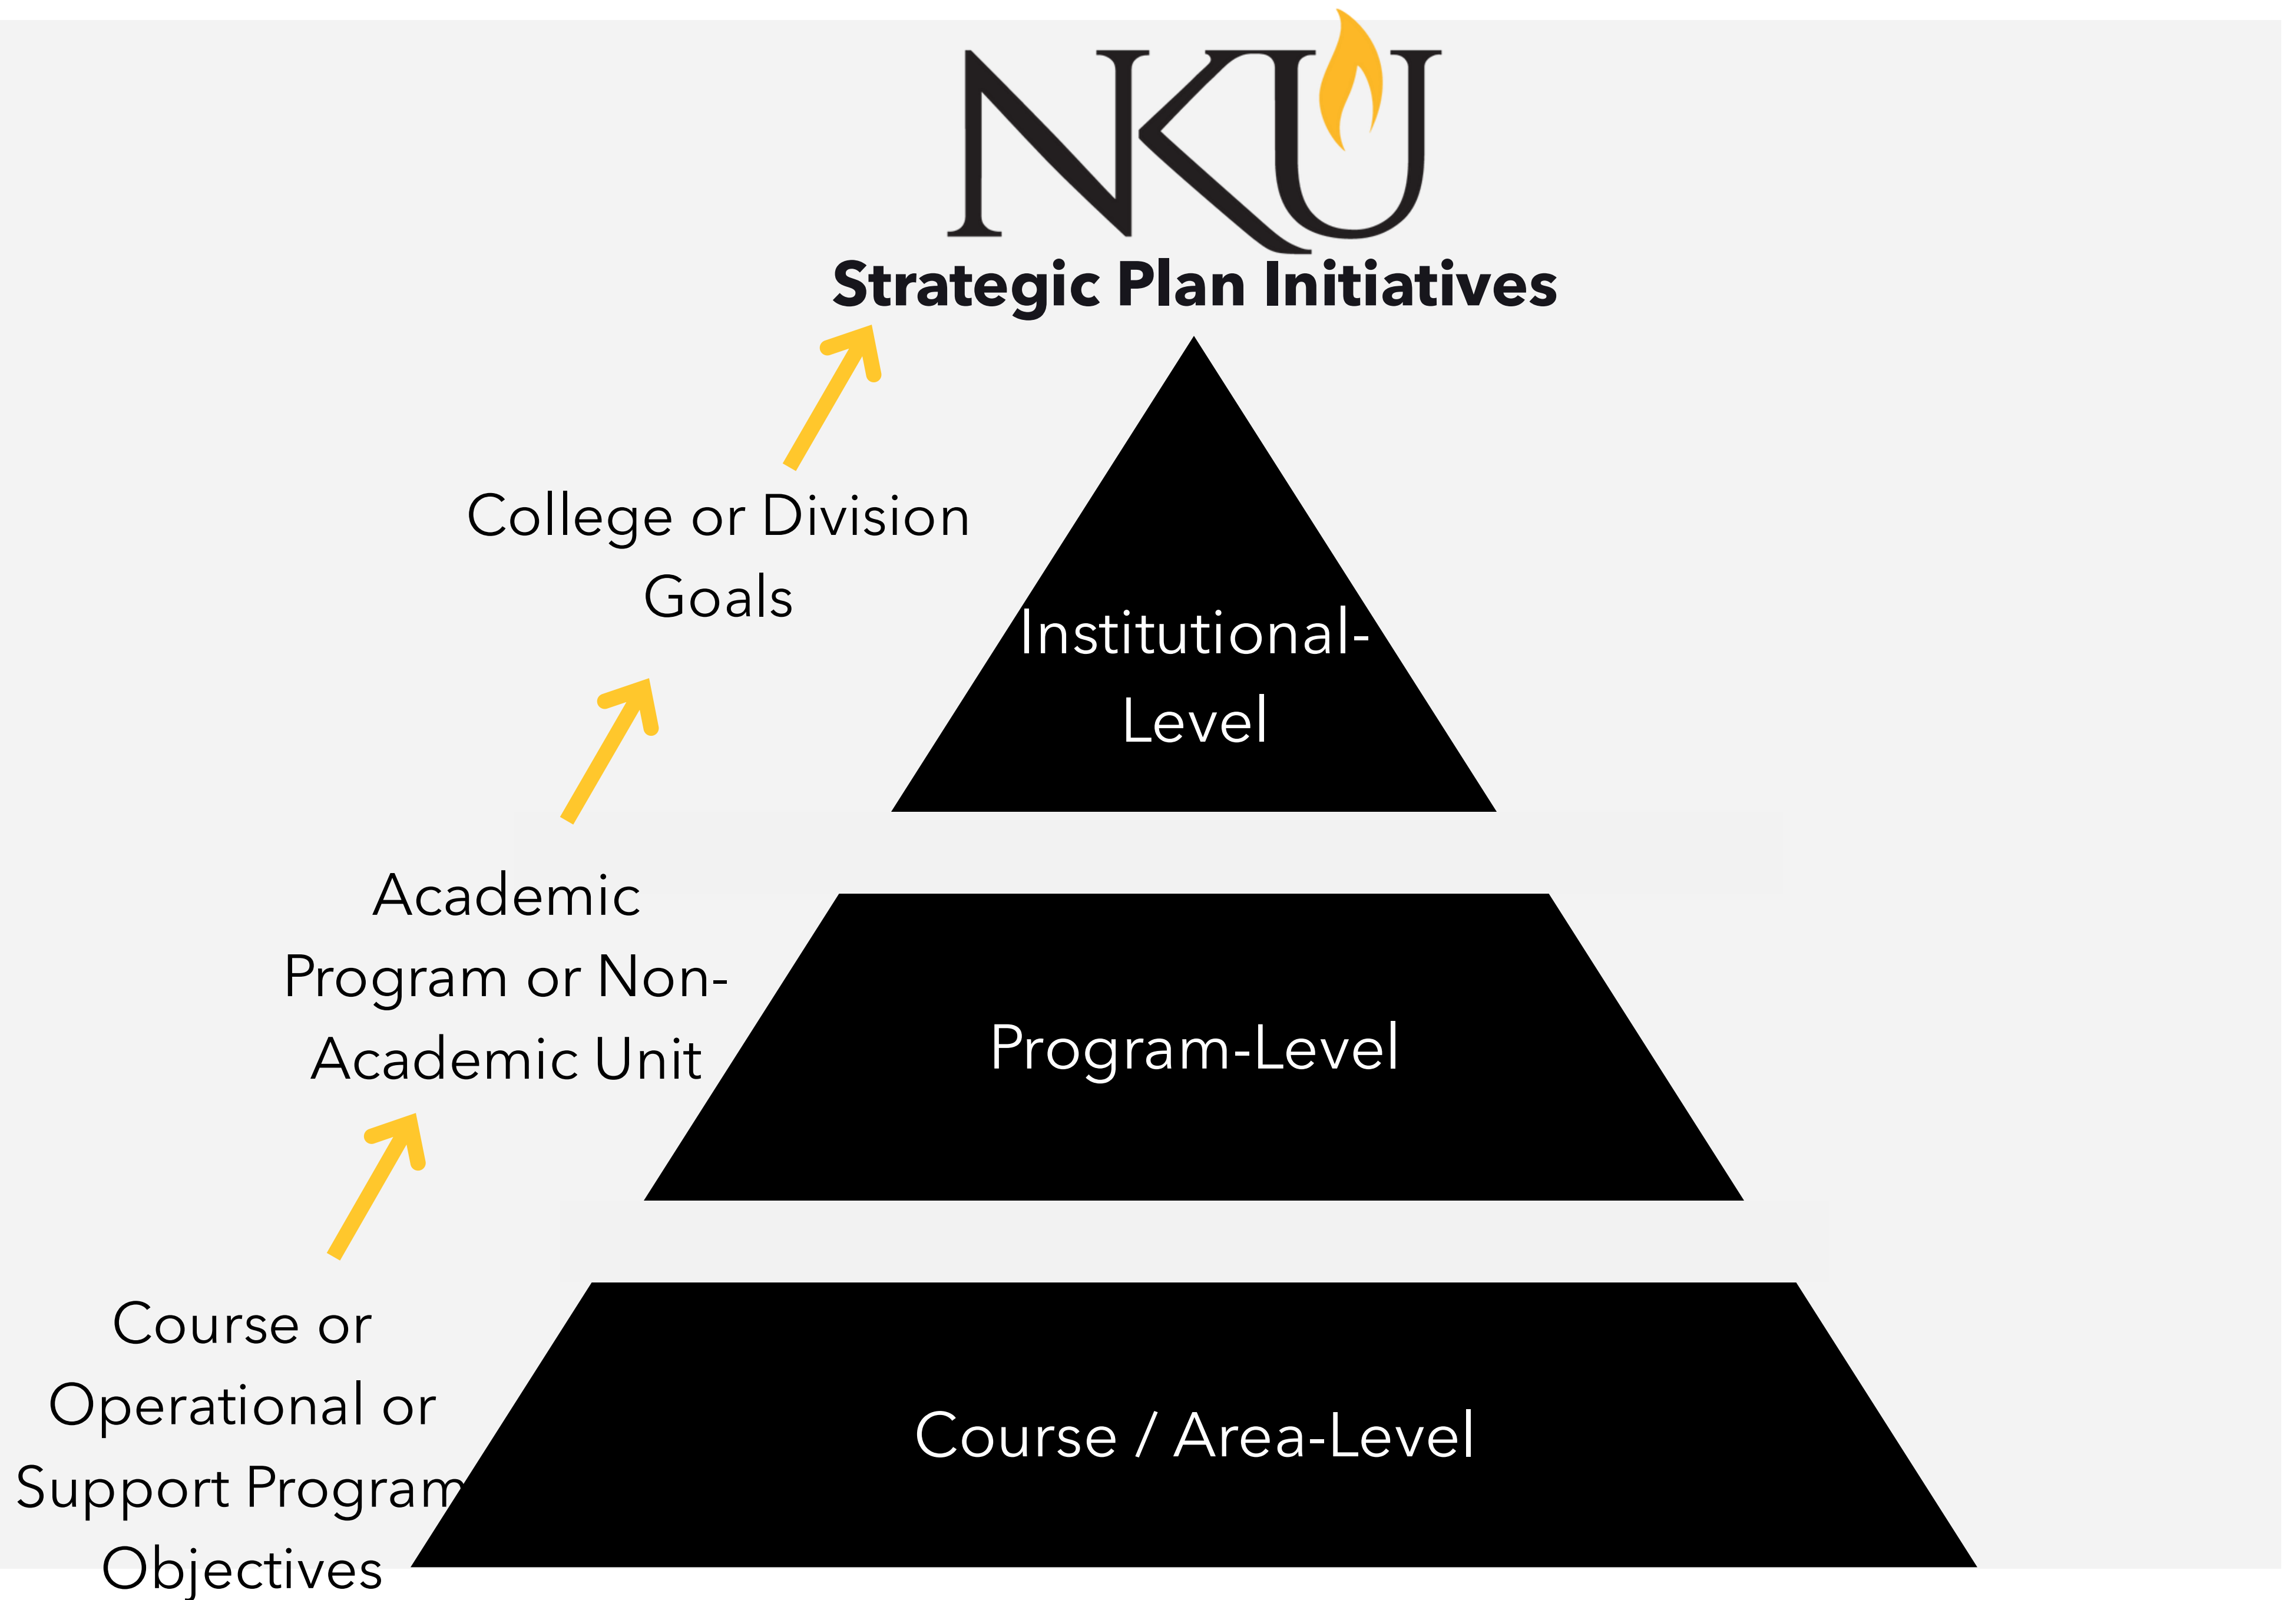 NKU
Strategic Plan Initiatives
College or Division
Goals
Institutional-
Level
Academic
Program or Non-
Academic Unit
Program-Level
Course or
Operational or
Support Program
Objectives
Course / Area-Level